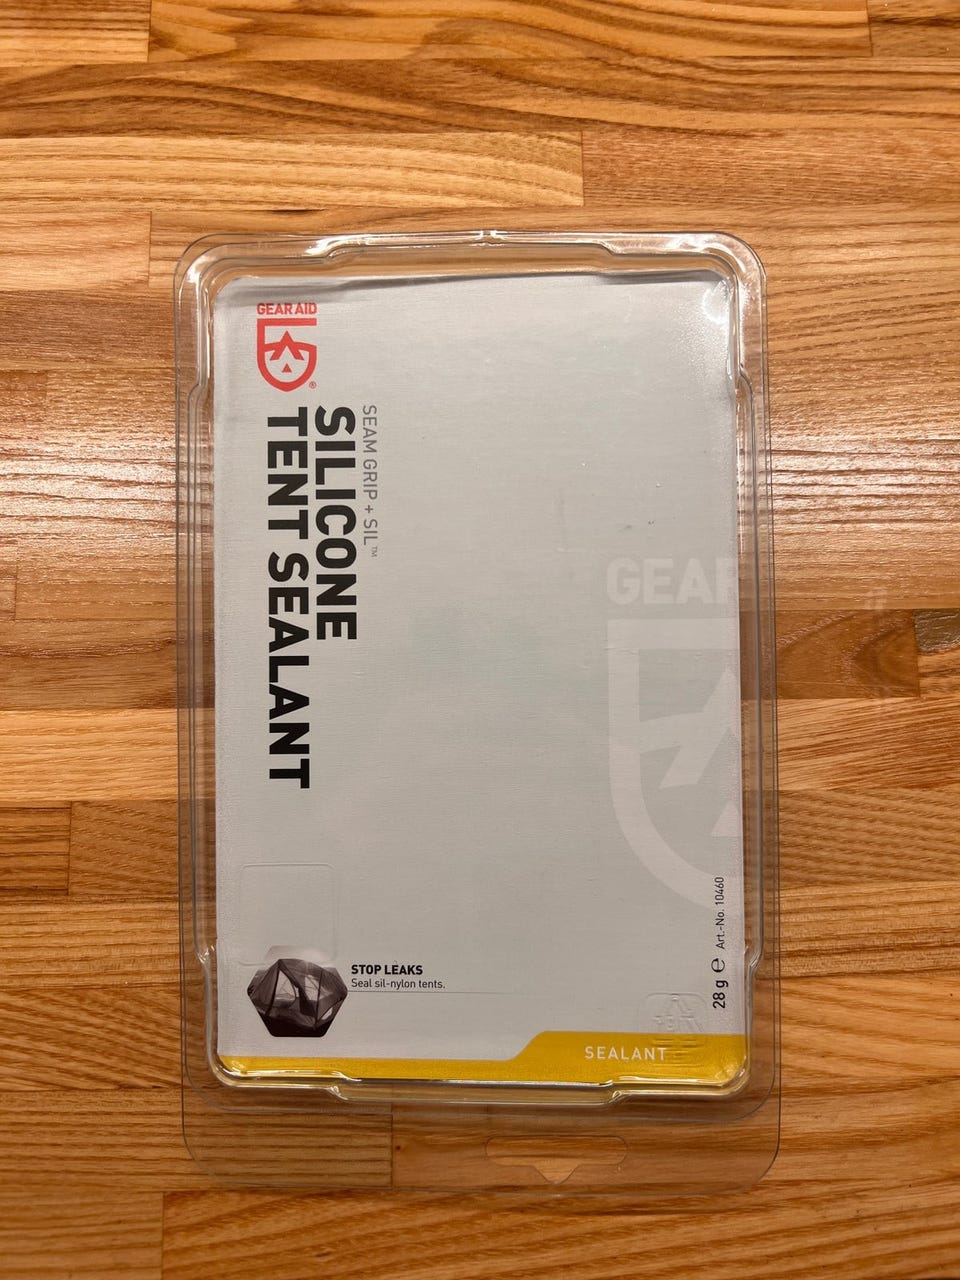 GEAR AID
®
SEAM GRIP + SIL™
SILICONE
TENT SEALANT
GEAR
STOP LEAKS
Seal sil-nylon tents.
28 g ℮ Art.-No. 10460
SEALANT